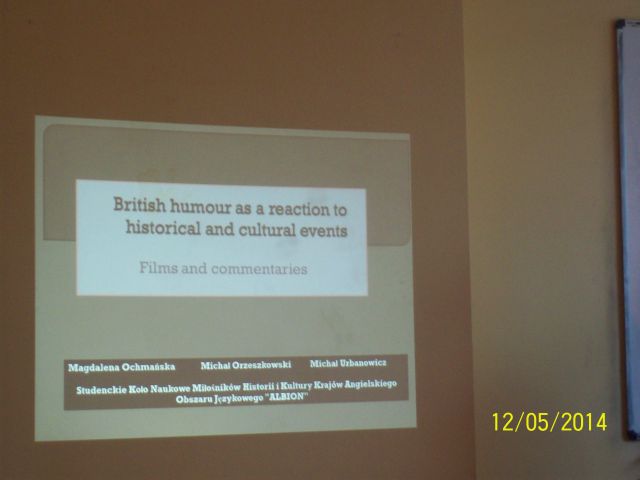 British humour as a reaction to
historical and cultural events
Films and commentaries
Magdalena Ochmańska Michał Orzeszkowski Michał Urbanowicz
Studenckie Koło Naukowe Miłośników Historii i Kultury Krajów Angielskiego
Obszaru Językowego "ALBION"
12/05/2014